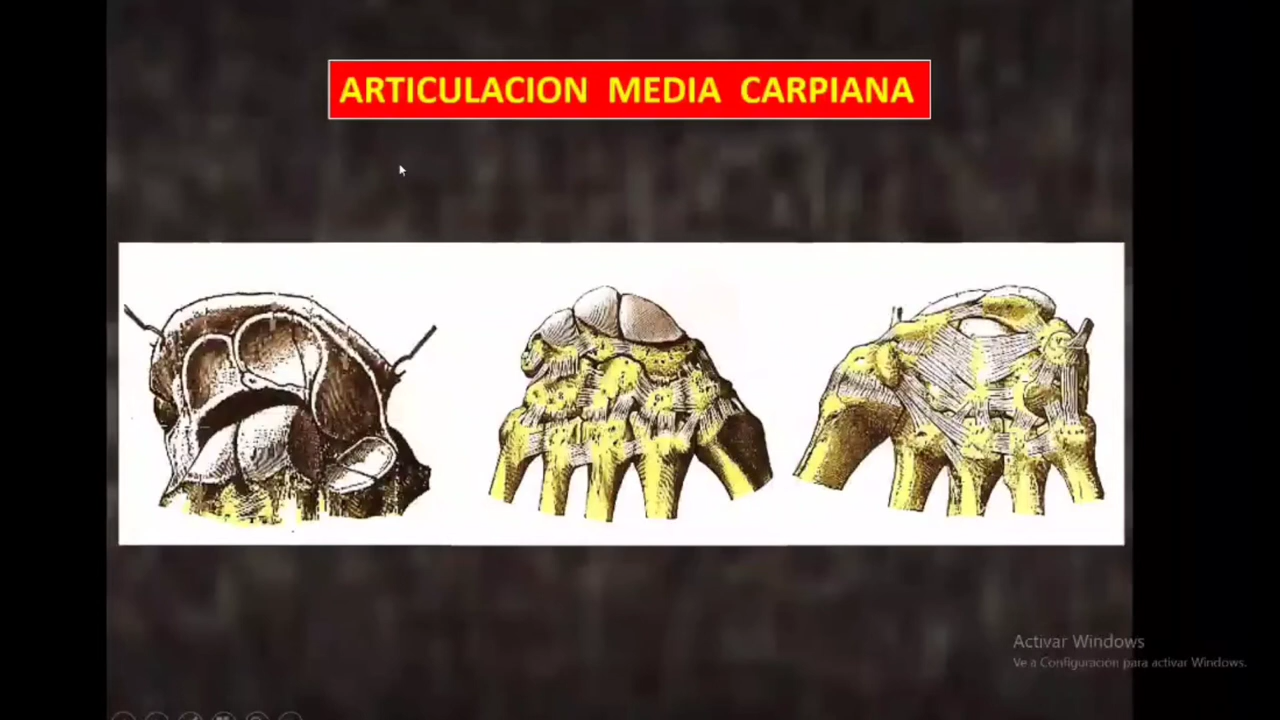 ARTICULACION MEDIA CARPIANA
Activar Windows
Ve a Configuración para activar Windows.